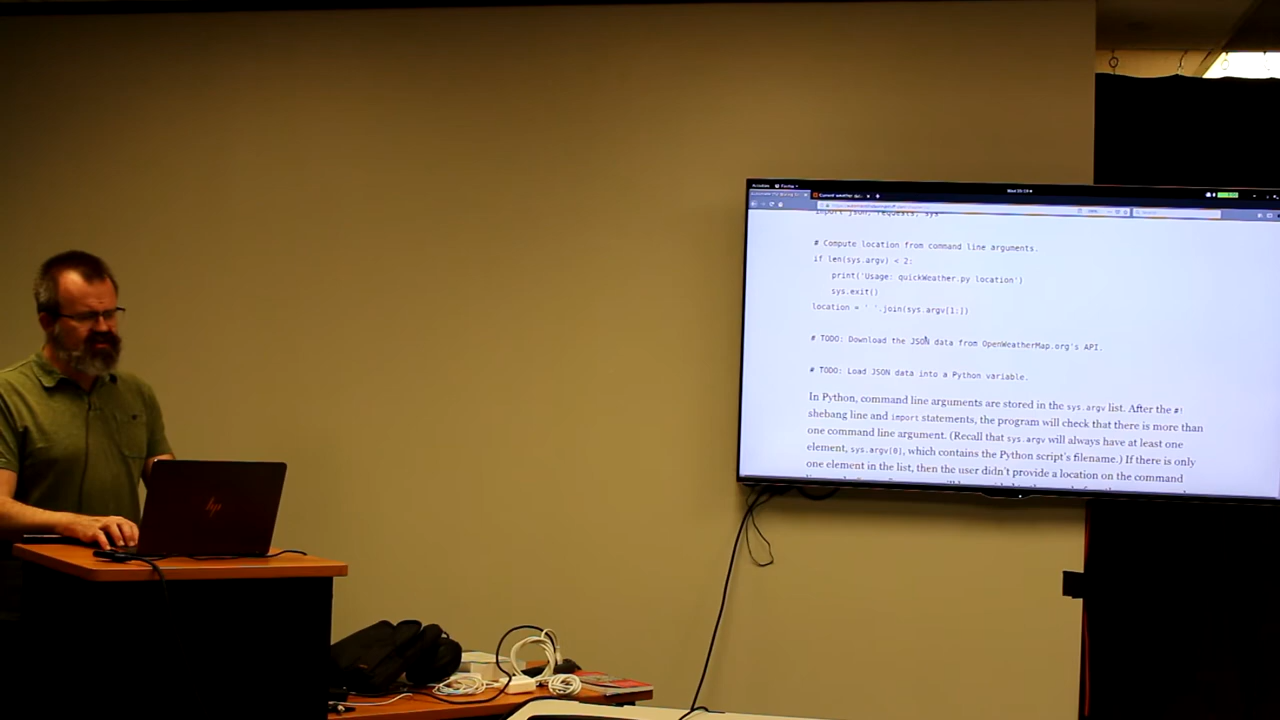 import json, requests, sys
# Compute location from command line arguments.
if len(sys.argv) < 2:
print('Usage: quickWeather.py location')
sys.exit()
location = ' '.join(sys.argv[1:])
# TODO: Download the JSON data from OpenWeatherMap.org's API.
# TODO: Load JSON data into a Python variable.
In Python, command line arguments are stored in the sys.argv list. After the #!
shebang line and import statements, the program will check that there is more than
one command line argument. (Recall that sys.argv will always have at least one
element, sys.argv[0], which contains the Python script's filename.) If there is only
one element in the list, then the user didn't provide a location on the command
hp